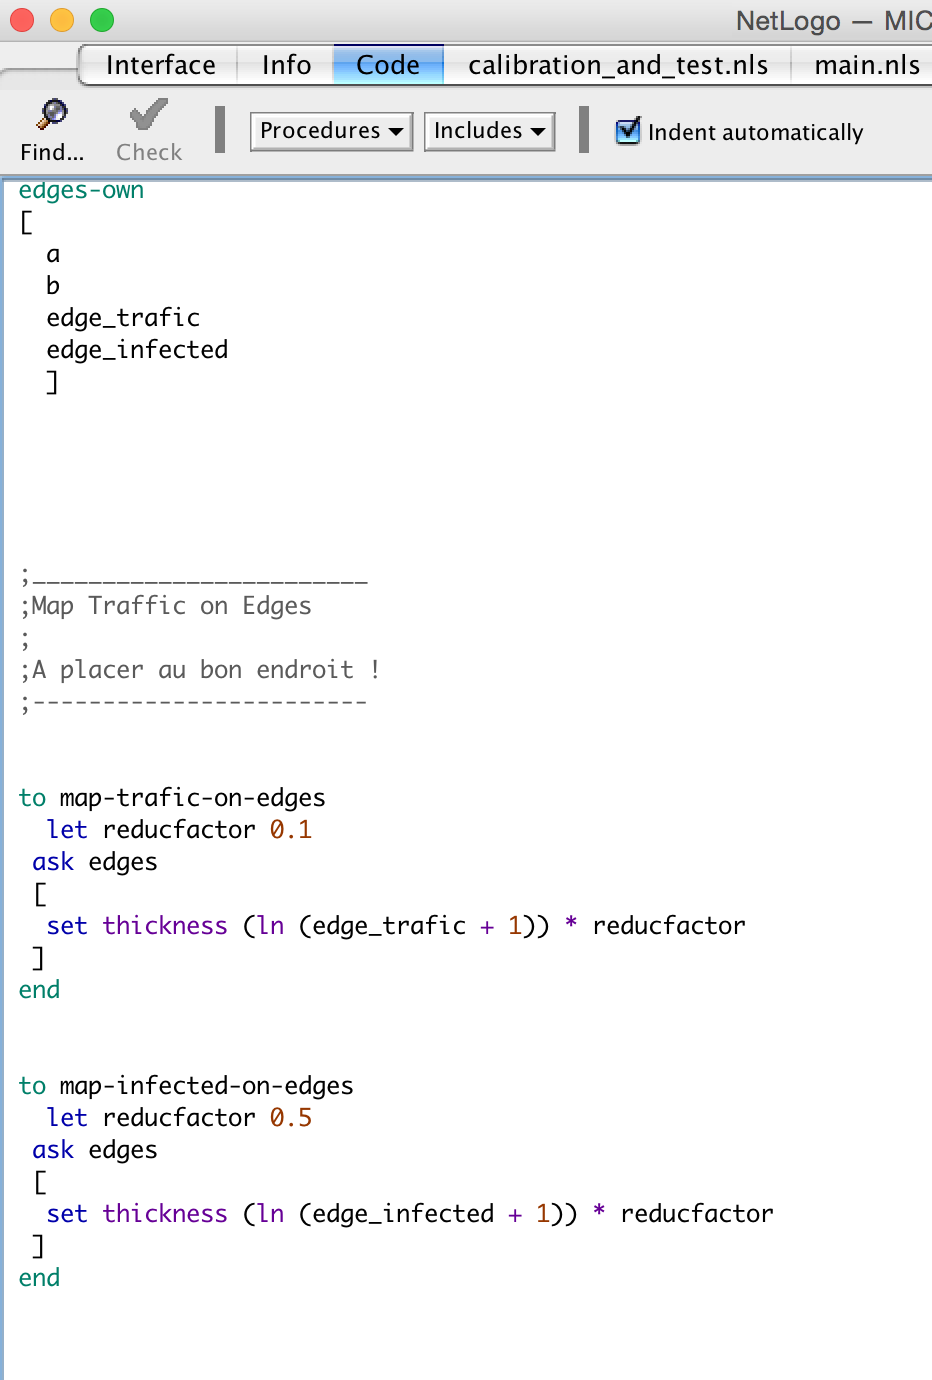 NetLogo — MIC
Interface Info Code calibration_and_test.nls main.nls
Find... Check Procedures Includes Indent automatically
edges-own
[
  a
  b
  edge_trafic
  edge_infected
  ]
;________________________
;Map Traffic on Edges
;
;A placer au bon endroit !
;------------------------
to map-trafic-on-edges
  let reducfactor 0.1
 ask edges
 [
  set thickness (ln (edge_trafic + 1)) * reducfactor
 ]
end
to map-infected-on-edges
  let reducfactor 0.5
 ask edges
 [
  set thickness (ln (edge_infected + 1)) * reducfactor
 ]
end